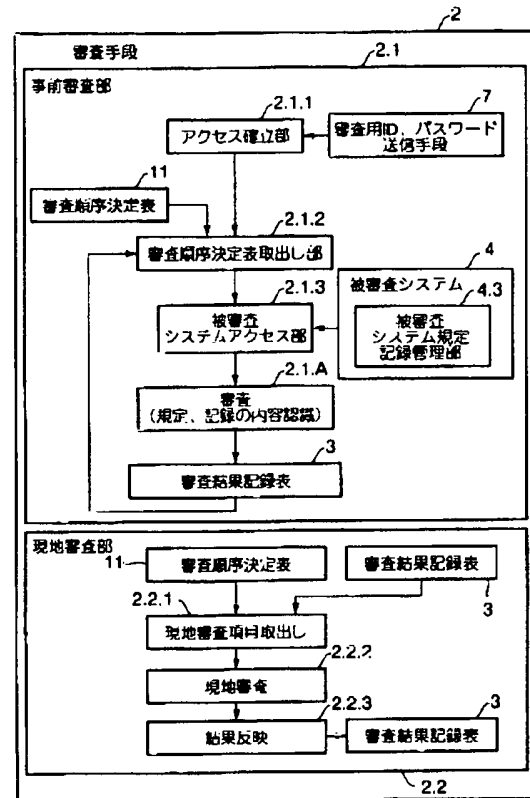 2
審査手段
2.1
事前審査部
2.1.1
7
アクセス確立部
審査用ID、パスワード
送信手段
11
審査順序決定表
2.1.2
審査順序決定表取出し部
4
被審査システム
2.1.3
4.3
被審査
システムアクセス部
被審査
システム規定
記録管理部
2.1.A
審査
(規定、記録の内容認識)
3
審査結果記録表
現地審査部
11
審査順序決定表
審査結果記録表
3
2.2.1
現地審査項目取出し
2.2.2
現地審査
2.2.3
結果反映
3
審査結果記録表
2.2